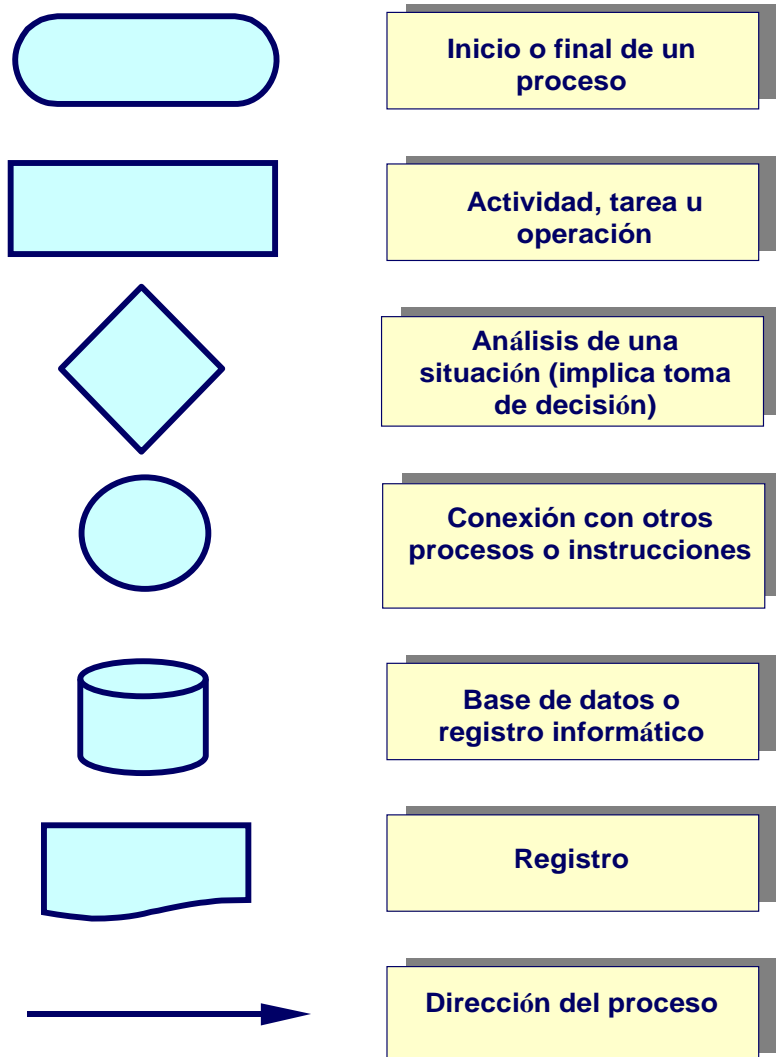 Inicio o final de un
proceso
Actividad, tarea u
operación
Análisis de una
situación (implica toma
de decisión)
Conexión con otros
procesos o instrucciones
Base de datos o
registro informático
Registro
Dirección del proceso